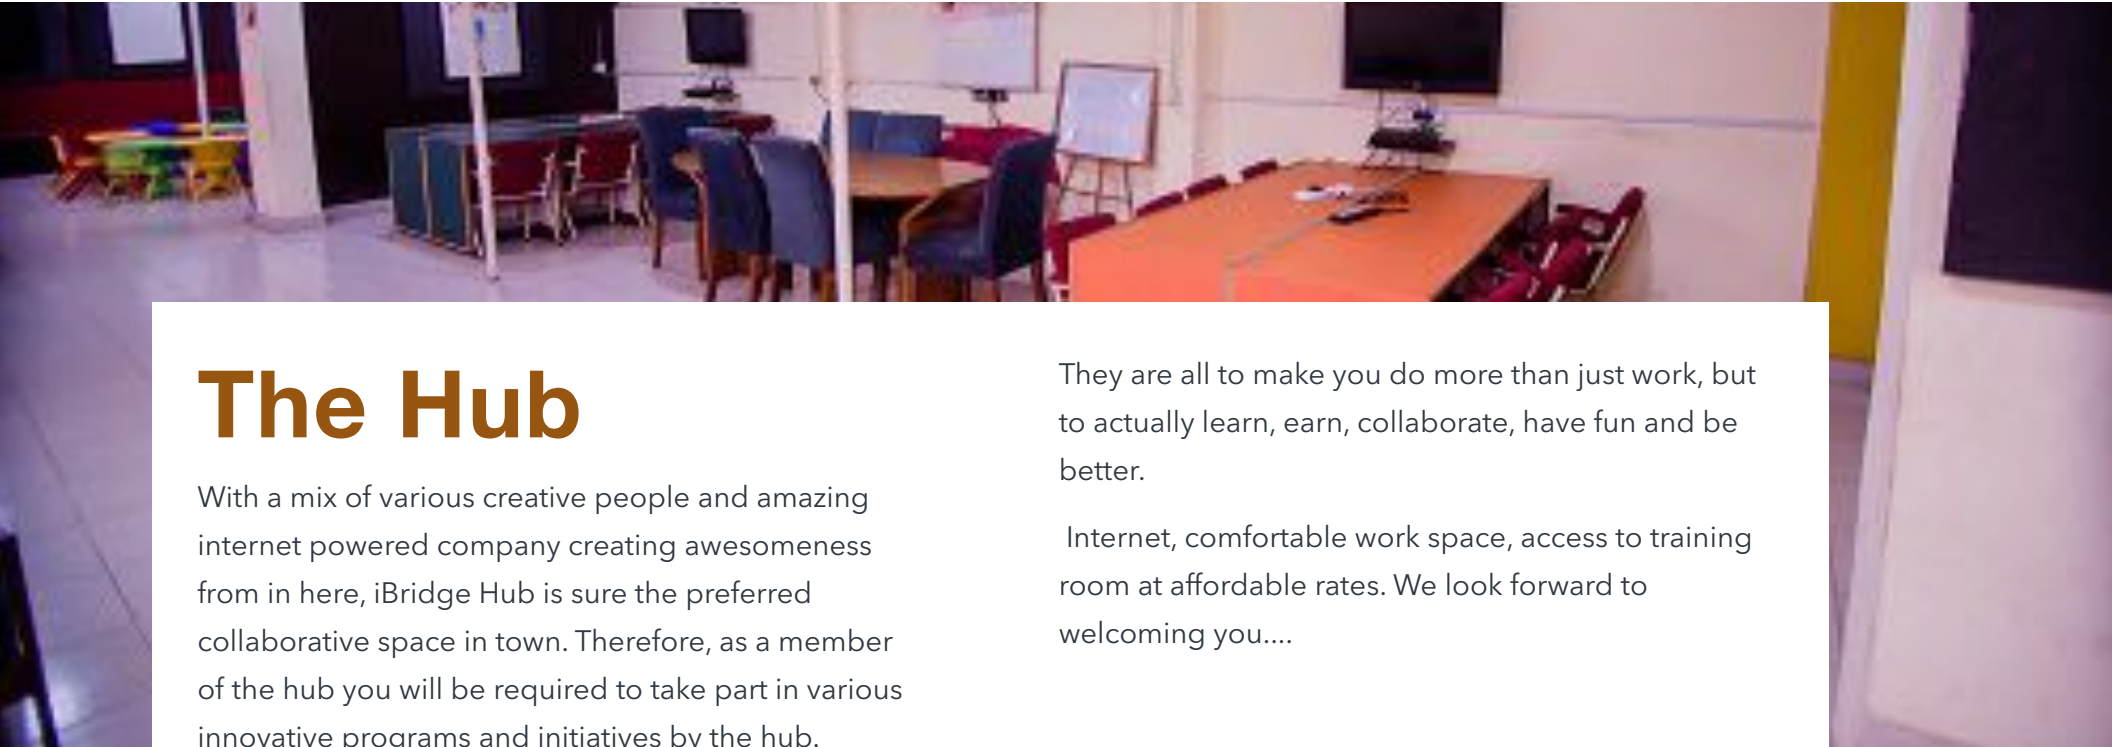 The Hub
With a mix of various creative people and amazing
internet powered company creating awesomeness
from in here, iBridge Hub is sure the preferred
collaborative space in town. Therefore, as a member
of the hub you will be required to take part in various
innovative programs and initiatives by the hub.
They are all to make you do more than just work, but
to actually learn, earn, collaborate, have fun and be
better.
Internet, comfortable work space, access to training
room at affordable rates. We look forward to
welcoming you....